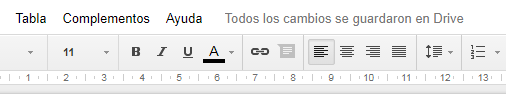 Tabla Complementos Ayuda Todos los cambios se guardaron en Drive
11 B I U A
1 2 3 4 5 6 7 8 9 10 11 12 13